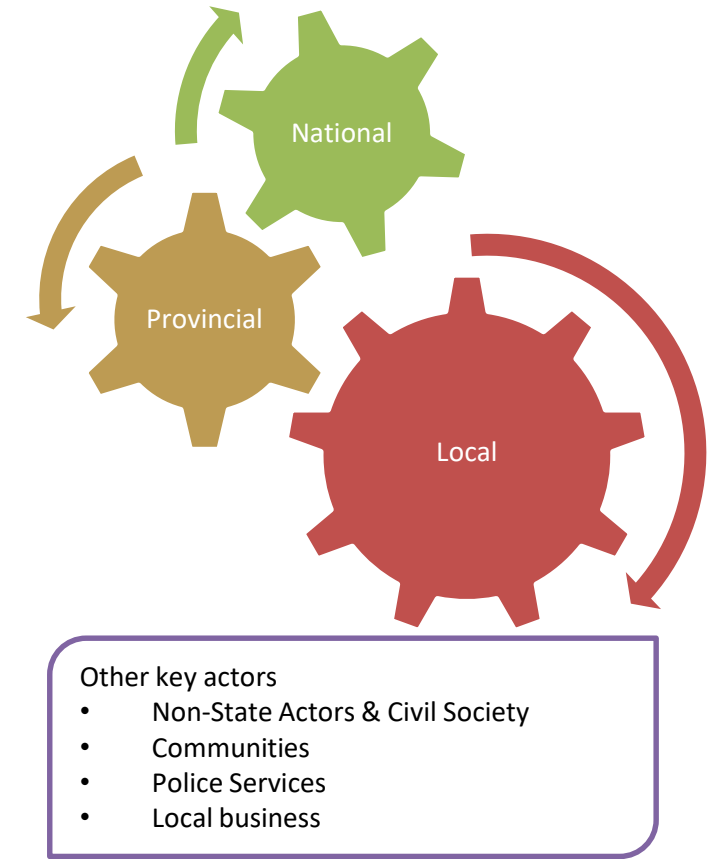 National
Provincial
Local
Other key actors
• Non-State Actors & Civil Society
• Communities
• Police Services
• Local business